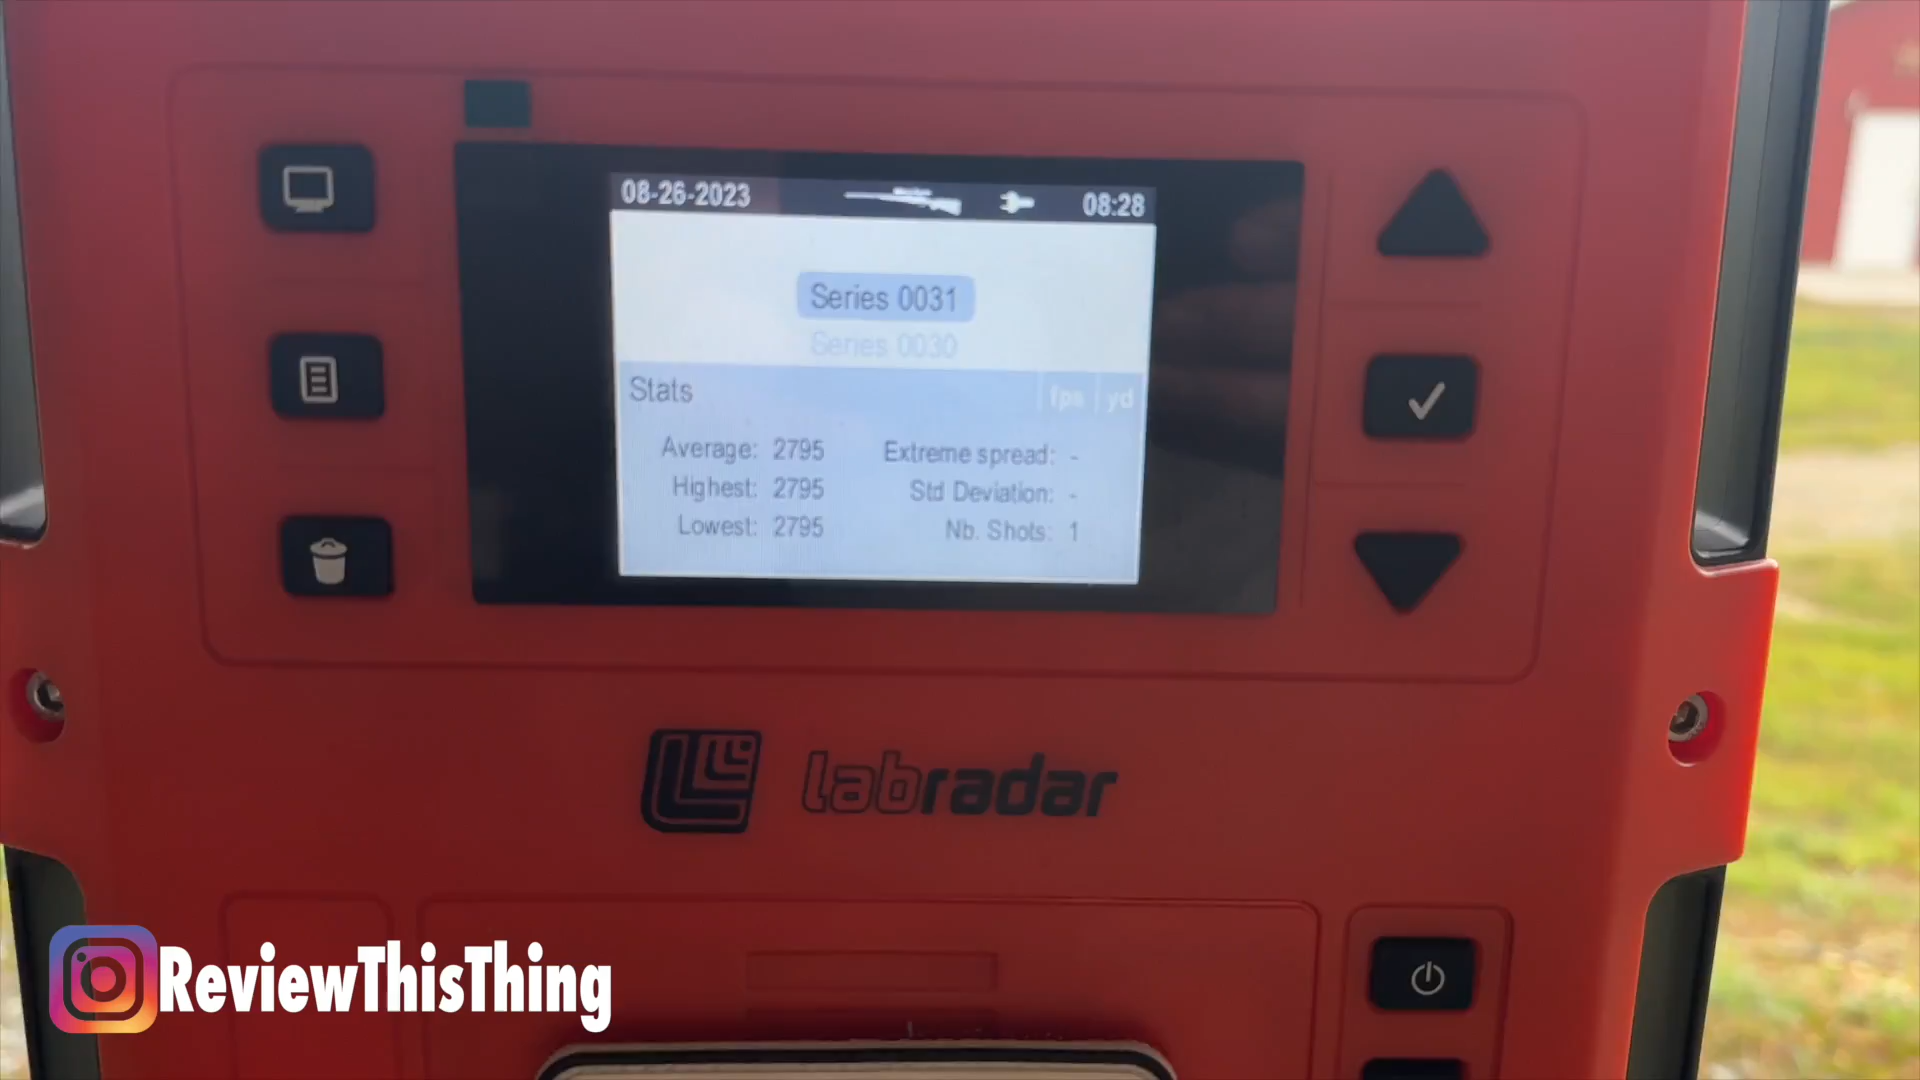 08-26-2023 08:28
Series 0031
Series 0030
Stats fps yd
Average: 2795 Extreme spread: -
Highest: 2795 Std Deviation: -
Lowest: 2795 Nb. Shots: 1
labradar
ReviewThisThing